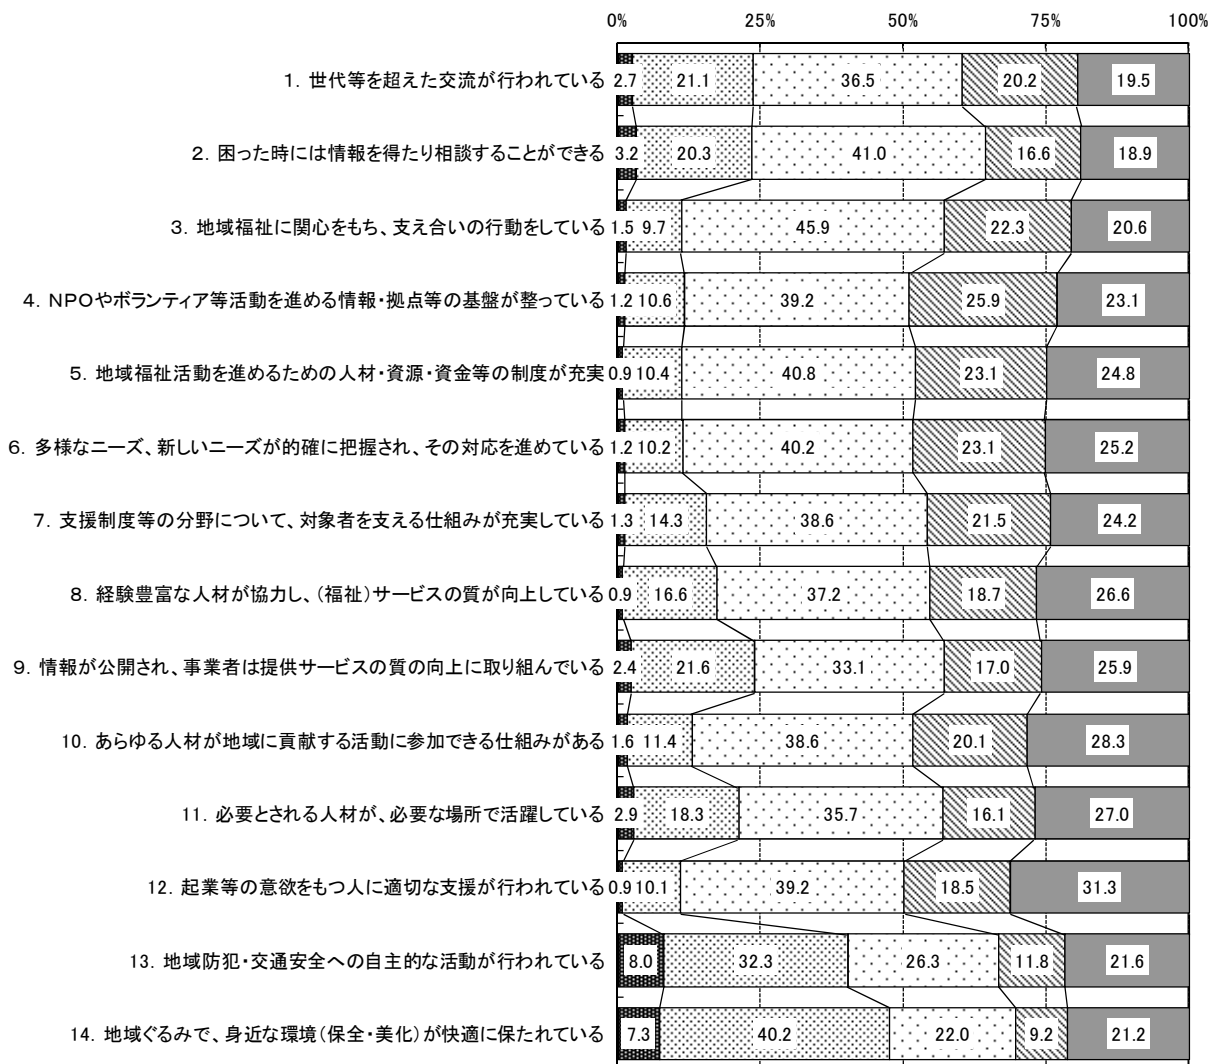 0% 25% 50% 75% 100%
1. 世代等を超えた交流が行われている 2.7 21.1 36.5 20.2 19.5
2. 困った時には情報を得たり相談することができる 3.2 20.3 41.0 16.6 18.9
3. 地域福祉に関心をもち、支え合いの行動をしている 1.5 9.7 45.9 22.3 20.6
4. NPOやボランティア等活動を進める情報・拠点等の基盤が整っている 1.2 10.6 39.2 25.9 23.1
5. 地域福祉活動を進めるための人材・資源・資金等の制度が充実 0.9 10.4 40.8 23.1 24.8
6. 多様なニーズ、新しいニーズが的確に把握され、その対応を進めている 1.2 10.2 40.2 23.1 25.2
7. 支援制度等の分野について、対象者を支える仕組みが充実している 1.3 14.3 38.6 21.5 24.2
8. 経験豊富な人材が協力し、(福祉)サービスの質が向上している 0.9 16.6 37.2 18.7 26.6
9. 情報が公開され、事業者は提供サービスの質の向上に取り組んでいる 2.4 21.6 33.1 17.0 25.9
10. あらゆる人材が地域に貢献する活動に参加できる仕組みがある 1.6 11.4 38.6 20.1 28.3
11. 必要とされる人材が、必要な場所で活躍している 2.9 18.3 35.7 16.1 27.0
12. 起業等の意欲をもつ人に適切な支援が行われている 0.9 10.1 39.2 18.5 31.3
13. 地域防犯・交通安全への自主的な活動が行われている 8.0 32.3 26.3 11.8 21.6
14. 地域ぐるみで、身近な環境(保全・美化)が快適に保たれている 7.3 40.2 22.0 9.2 21.2